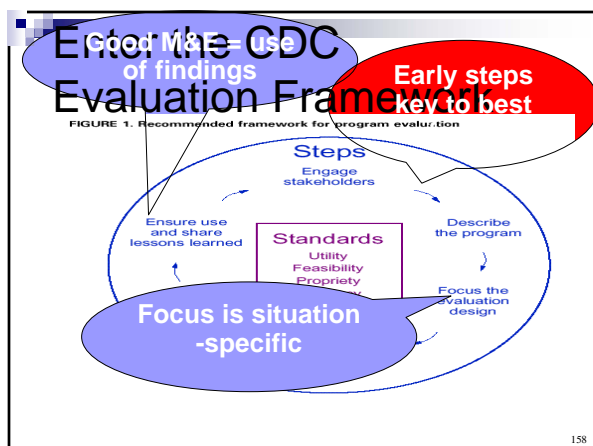 Enter the CDC
Evaluation Framework
Good M&E = use
of findings
Early steps
key to best
FIGURE 1. Recommended framework for program evaluation
Steps
Engage
stakeholders
Ensure use
and share
lessons learned
Describe
the program
Standards
Utility
Feasibility
Propriety
Focus the
evaluation
design
Focus is situation
-specific
158